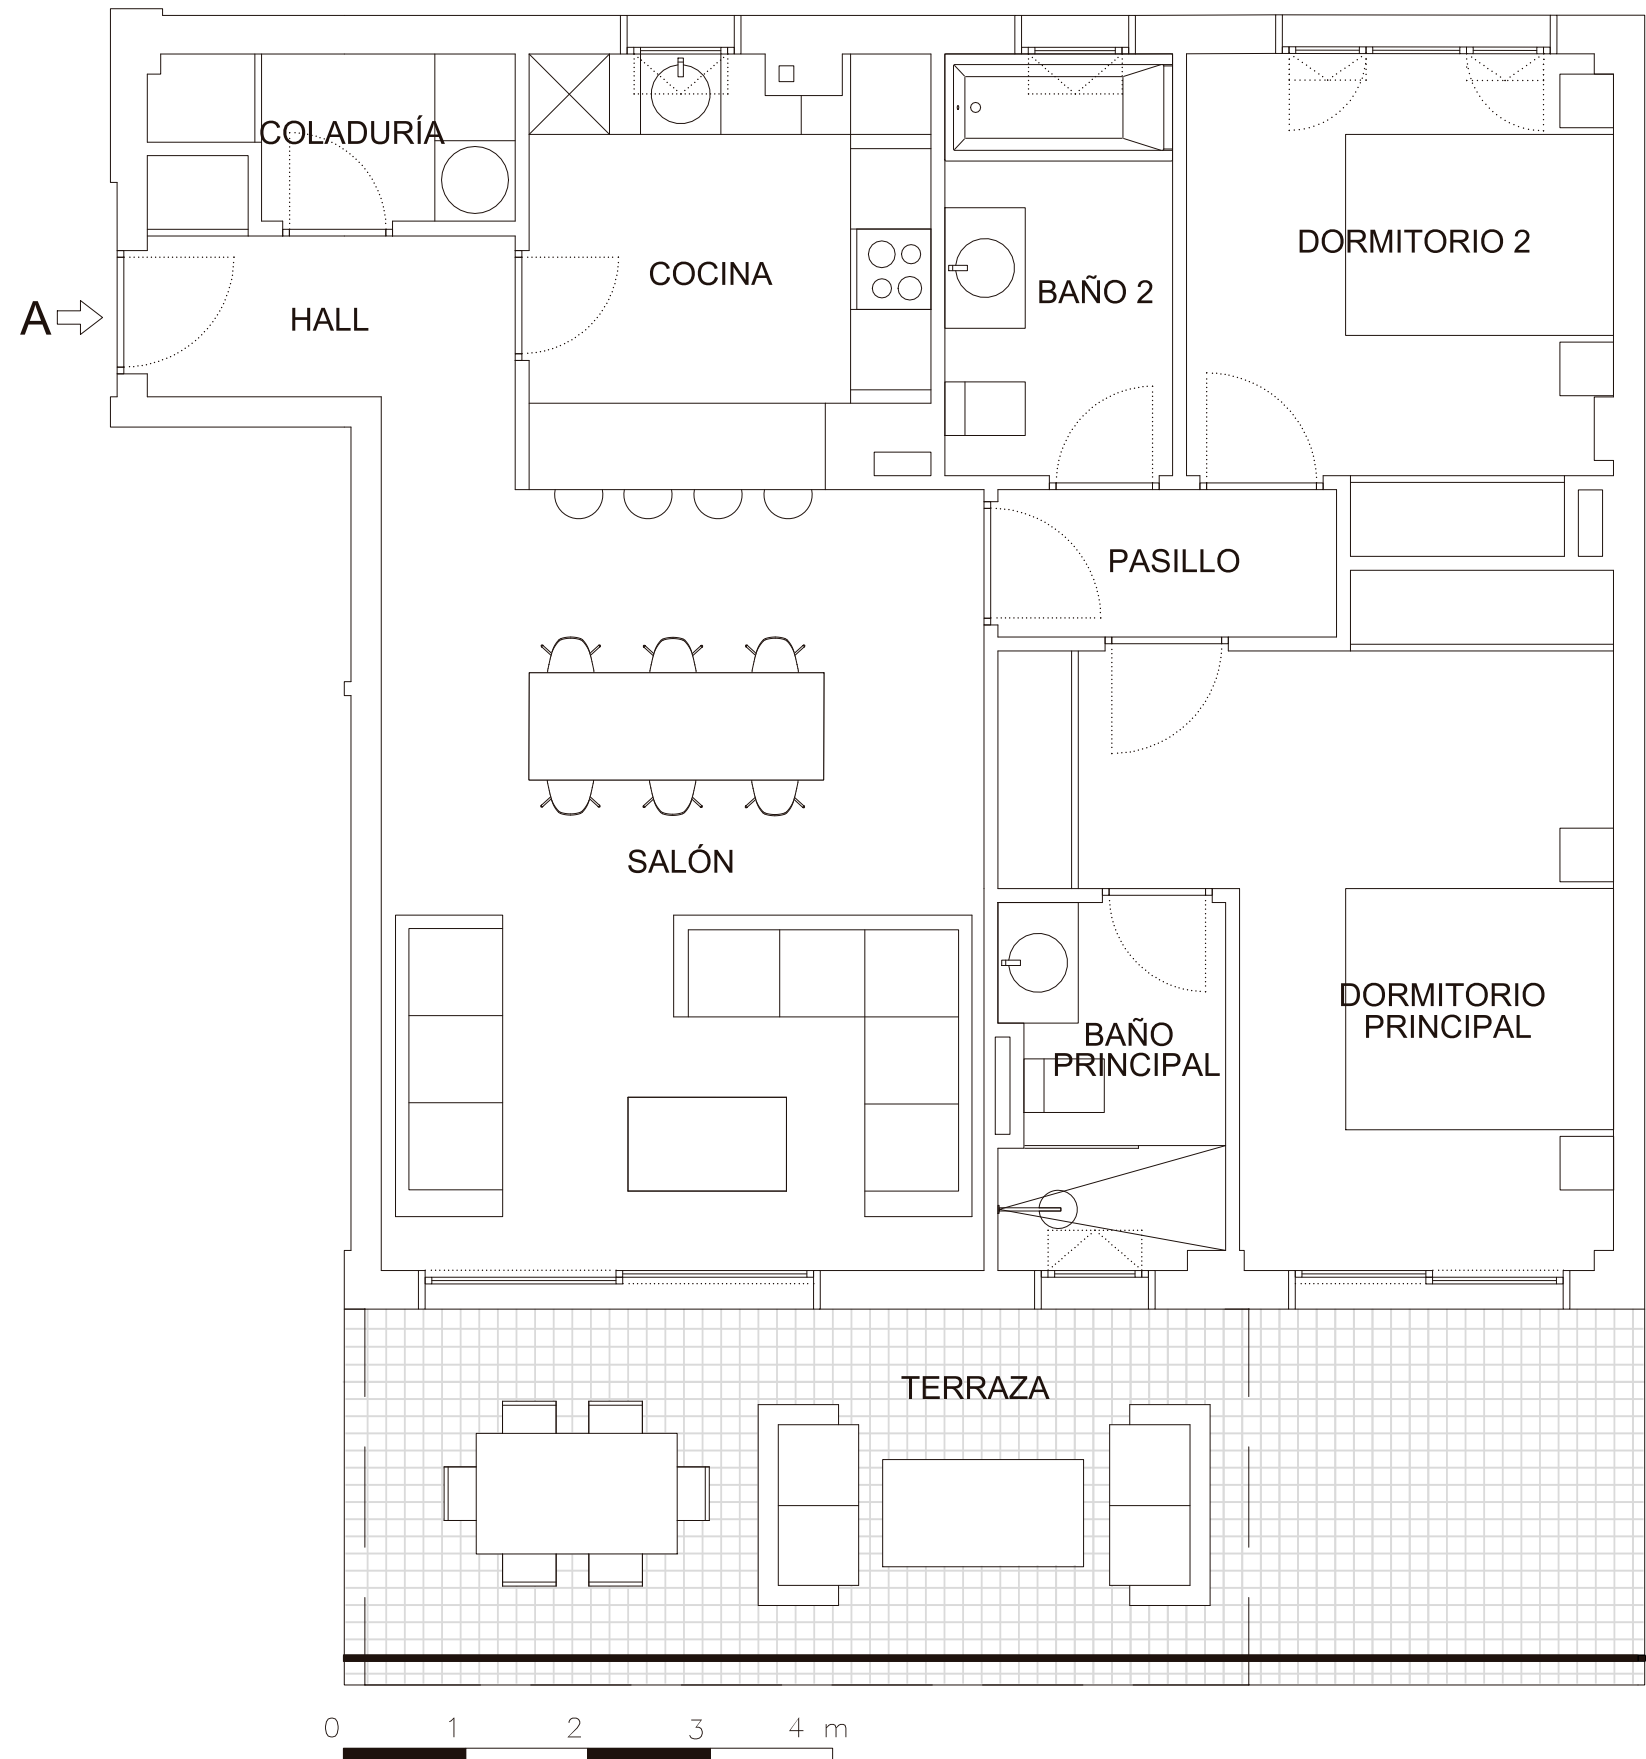 COLADURÍA
COCINA
DORMITORIO 2
BAÑO 2
A
HALL
PASILLO
SALÓN
DORMITORIO
PRINCIPAL
BAÑO
PRINCIPAL
TERRAZA
0 1 2 3 4 m